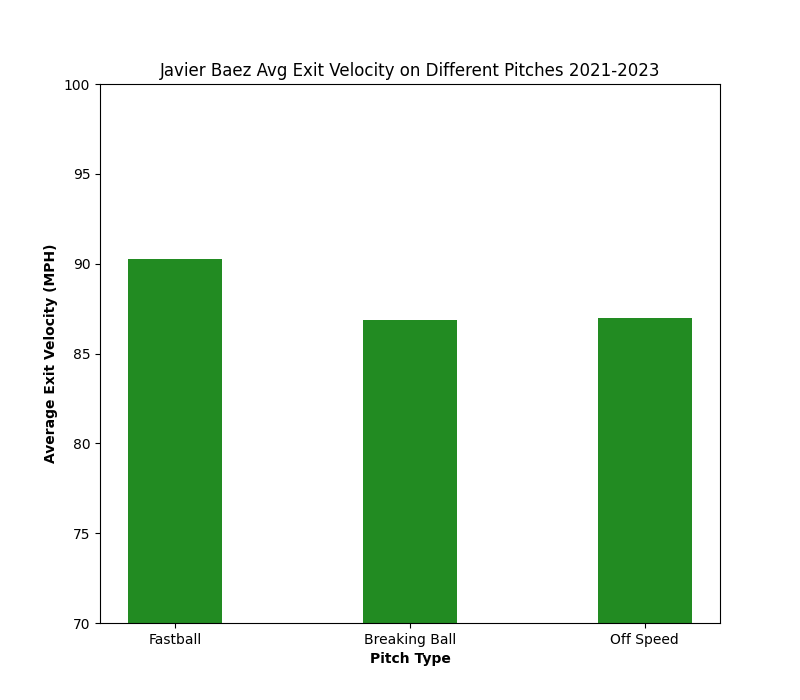 Javier Baez Avg Exit Velocity on Different Pitches 2021-2023
100
95
90
85
80
75
70
Average Exit Velocity (MPH)
Fastball
Breaking Ball
Off Speed
Pitch Type